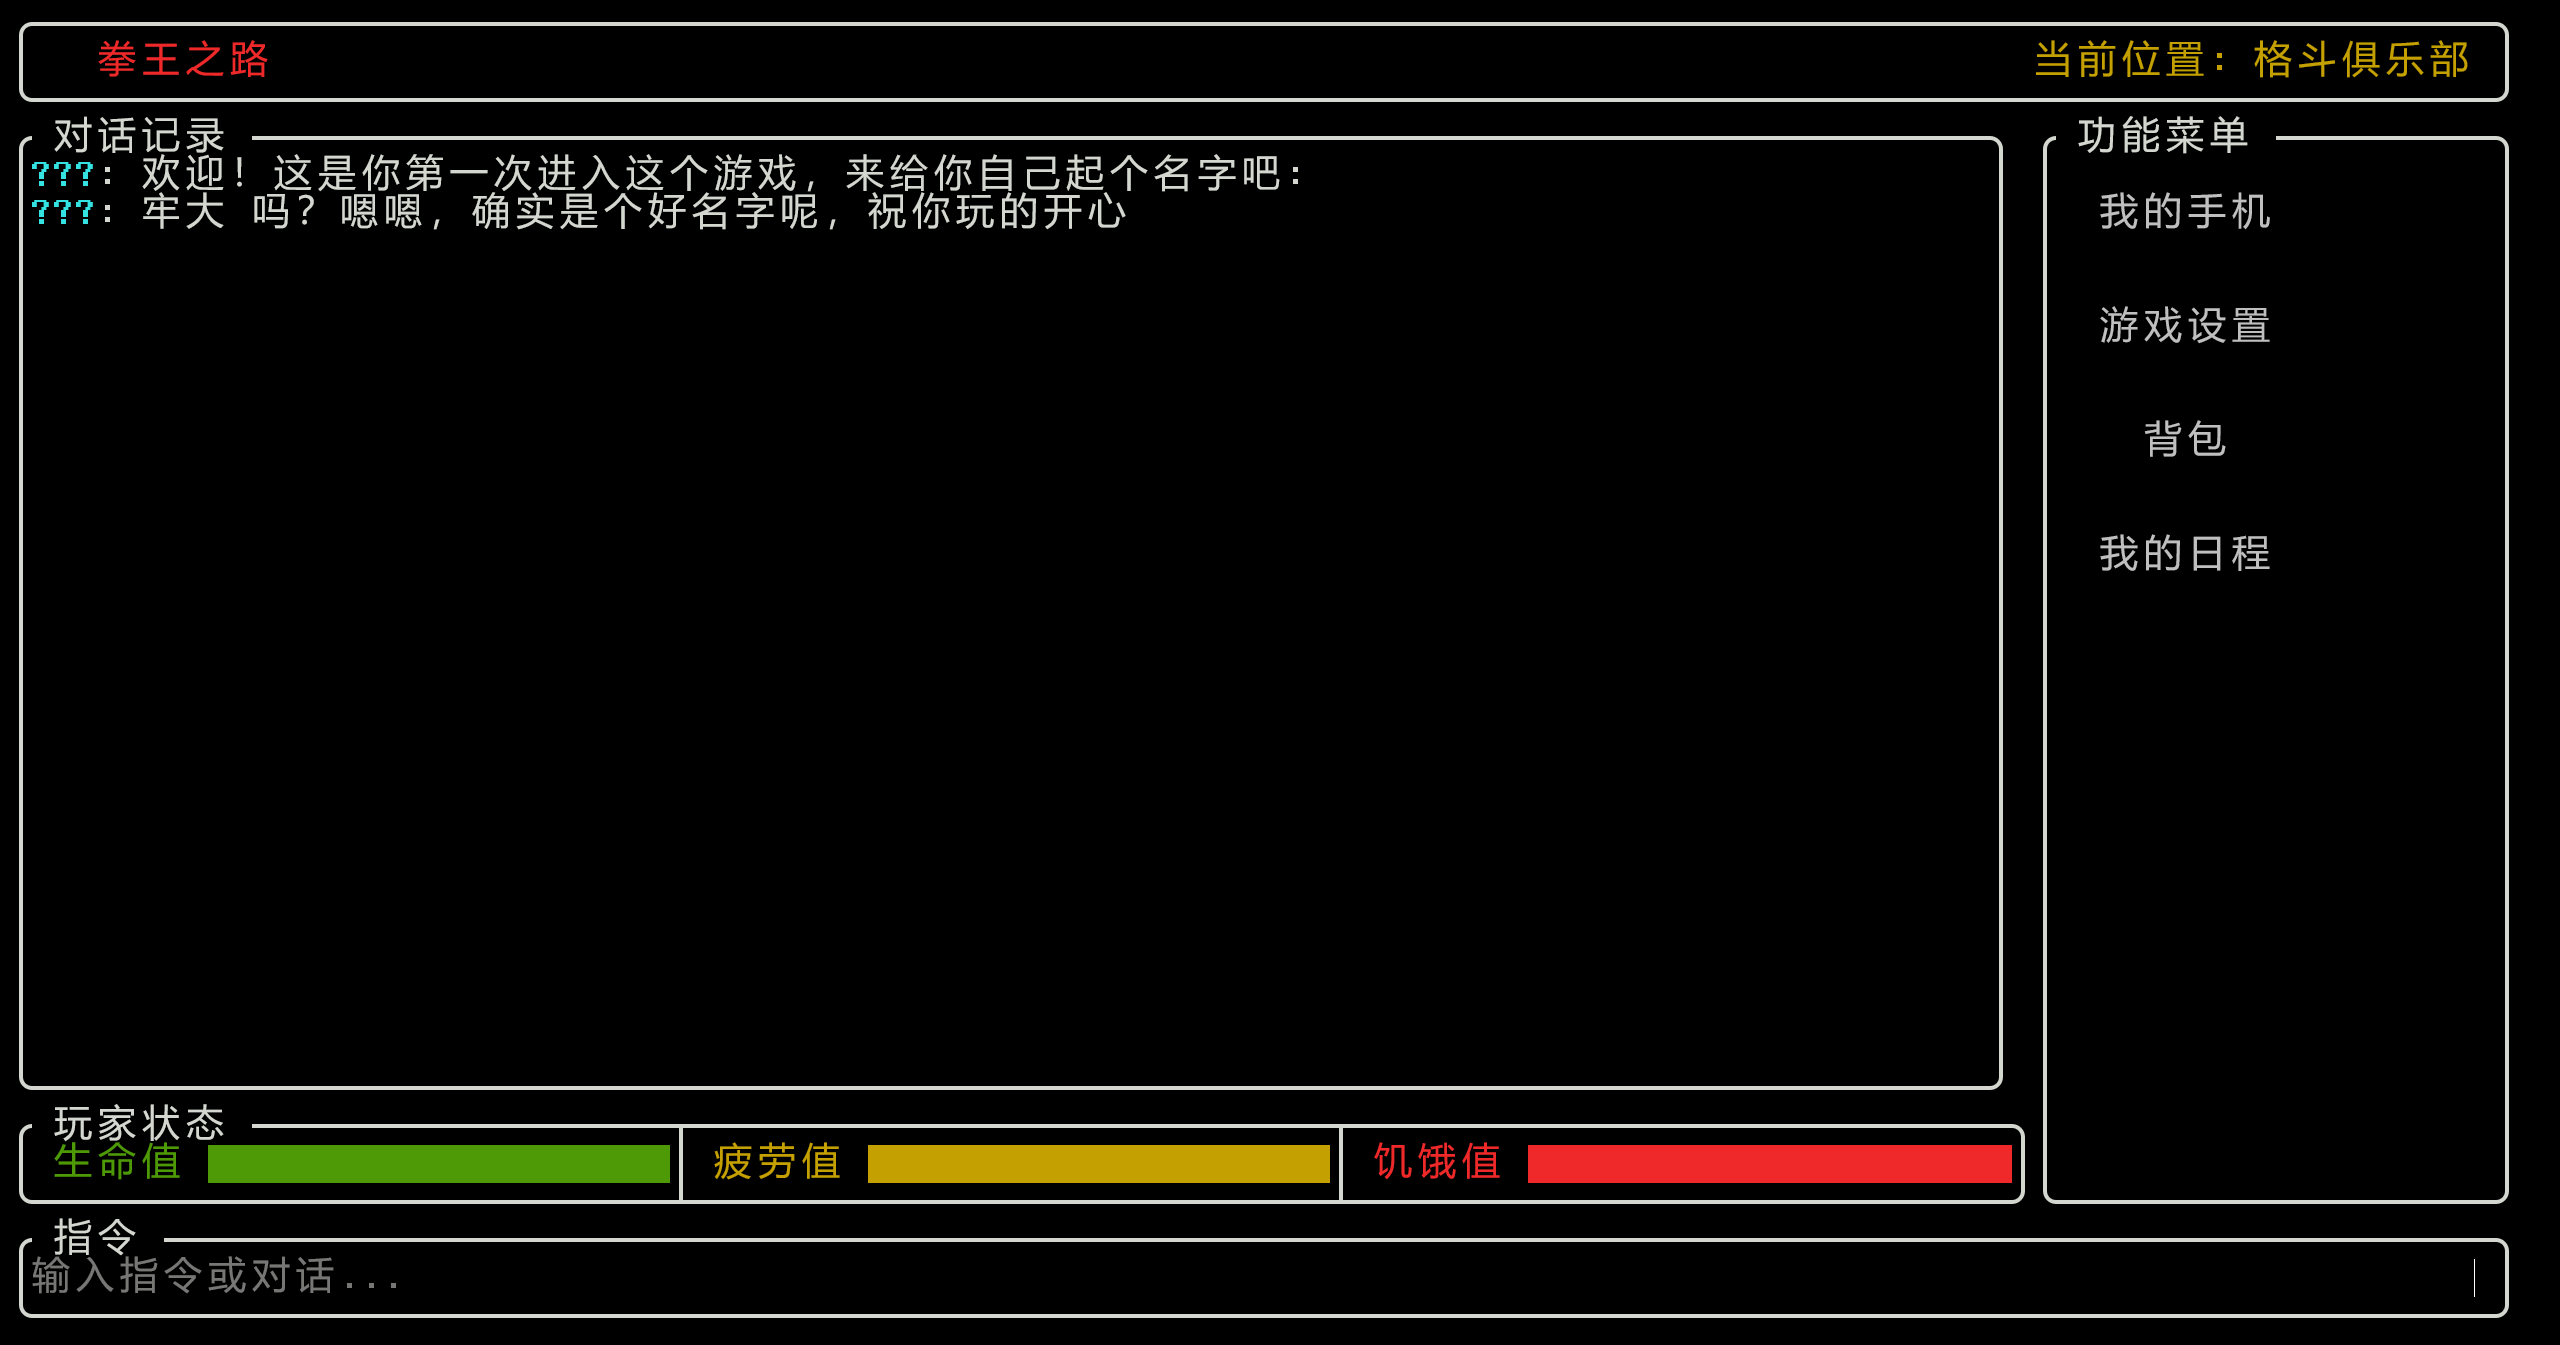 拳王之路
当前位置: 格斗俱乐部
对话记录
???: 欢迎! 这是你第一次进入这个游戏, 来给你自己起个名字吧:
???: 牢大 吗? 嗯嗯, 确实是个好名字呢, 祝你玩的开心
功能菜单
我的手机
游戏设置
背包
我的日程
玩家状态
生命值
疲劳值
饥饿值
指令
输入指令或对话...